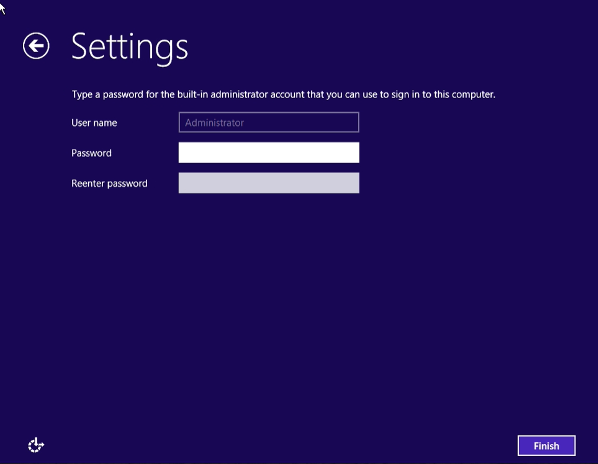 Settings
Type a password for the built-in administrator account that you can use to sign in to this computer.
User name
Administrator
Password
Reenter password
Finish